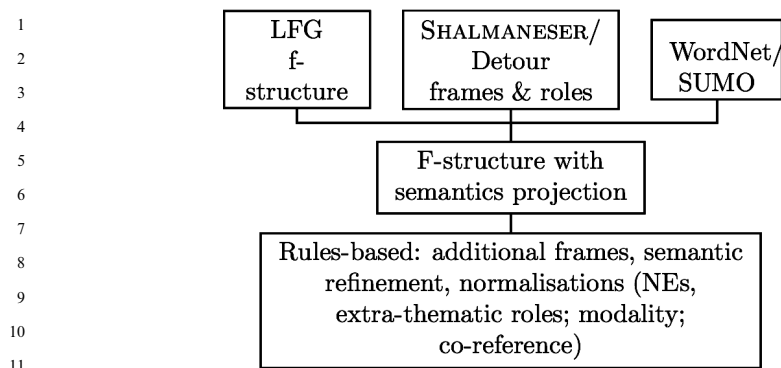 1
2
3
4
5
6
7
8
9
10
11
LFG
f-
structure
SHALMANESER/
Detour
frames & roles
WordNet/
SUMO
F-structure with
semantics projection
Rules-based: additional frames, semantic
refinement, normalisations (NEs,
extra-thematic roles; modality;
co-reference)